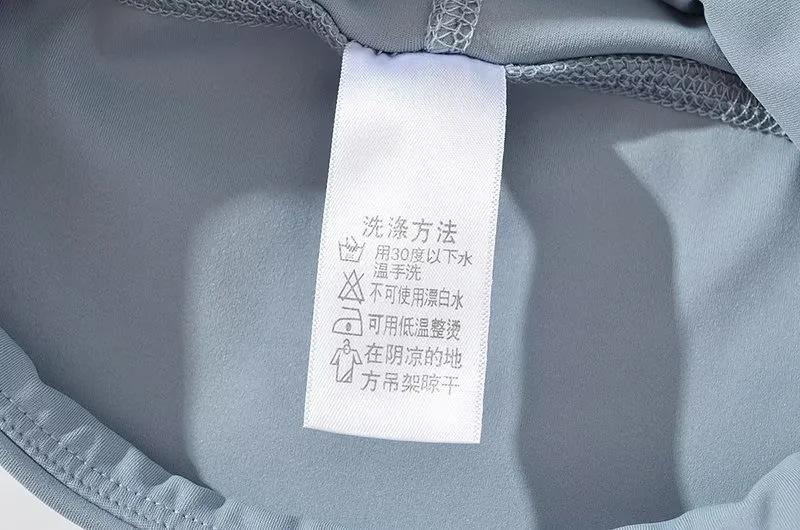 洗涤方法
用30度以下水
温手洗
不可使用漂白水
可用低温整烫
在阴凉的地
方吊架晾干